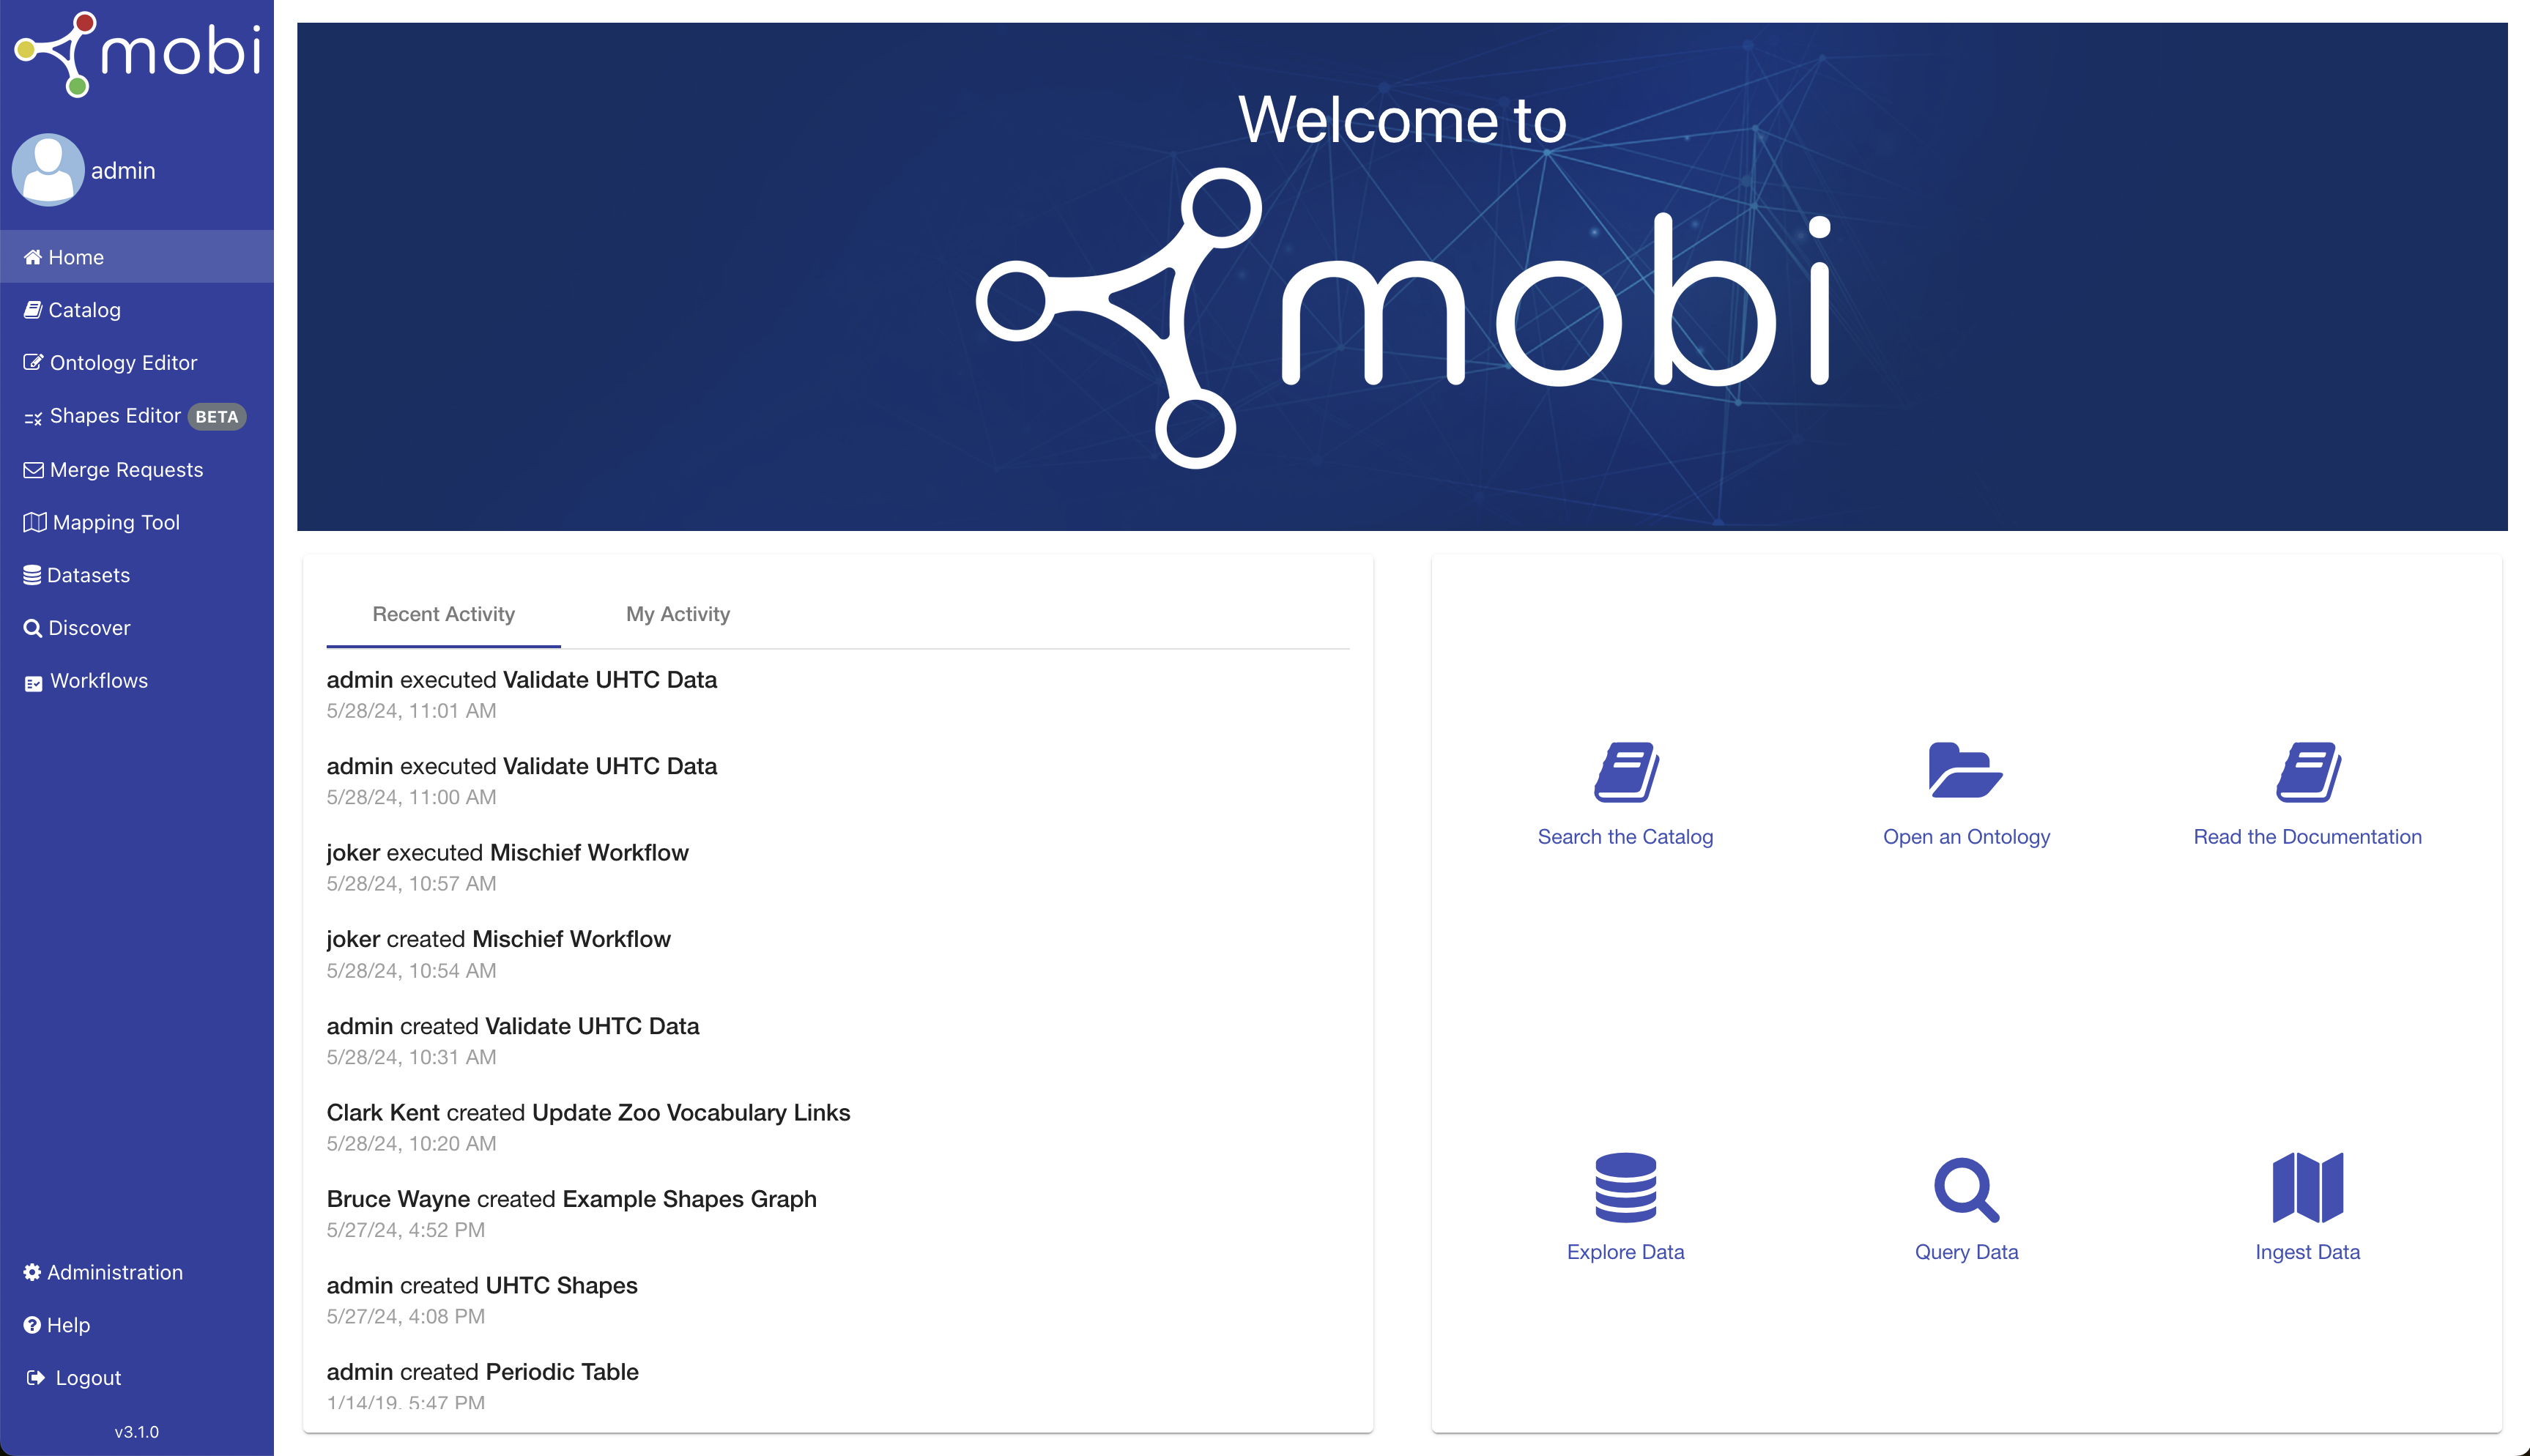 mobi
admin
Home
Catalog
Ontology Editor
Shapes Editor BETA
Merge Requests
Mapping Tool
Datasets
Discover
Workflows
Administration
Help
Logout
v3.1.0
Welcome to
mobi
Recent Activity
My Activity
admin executed Validate UHTC Data
5/28/24, 11:01 AM
admin executed Validate UHTC Data
5/28/24, 11:00 AM
joker executed Mischief Workflow
5/28/24, 10:57 AM
joker created Mischief Workflow
5/28/24, 10:54 AM
admin created Validate UHTC Data
5/28/24, 10:31 AM
Clark Kent created Update Zoo Vocabulary Links
5/28/24, 10:20 AM
Bruce Wayne created Example Shapes Graph
5/27/24, 4:52 PM
admin created UHTC Shapes
5/27/24, 4:08 PM
admin created Periodic Table
1/14/19, 5:47 PM
Search the Catalog
Open an Ontology
Read the Documentation
Explore Data
Query Data
Ingest Data